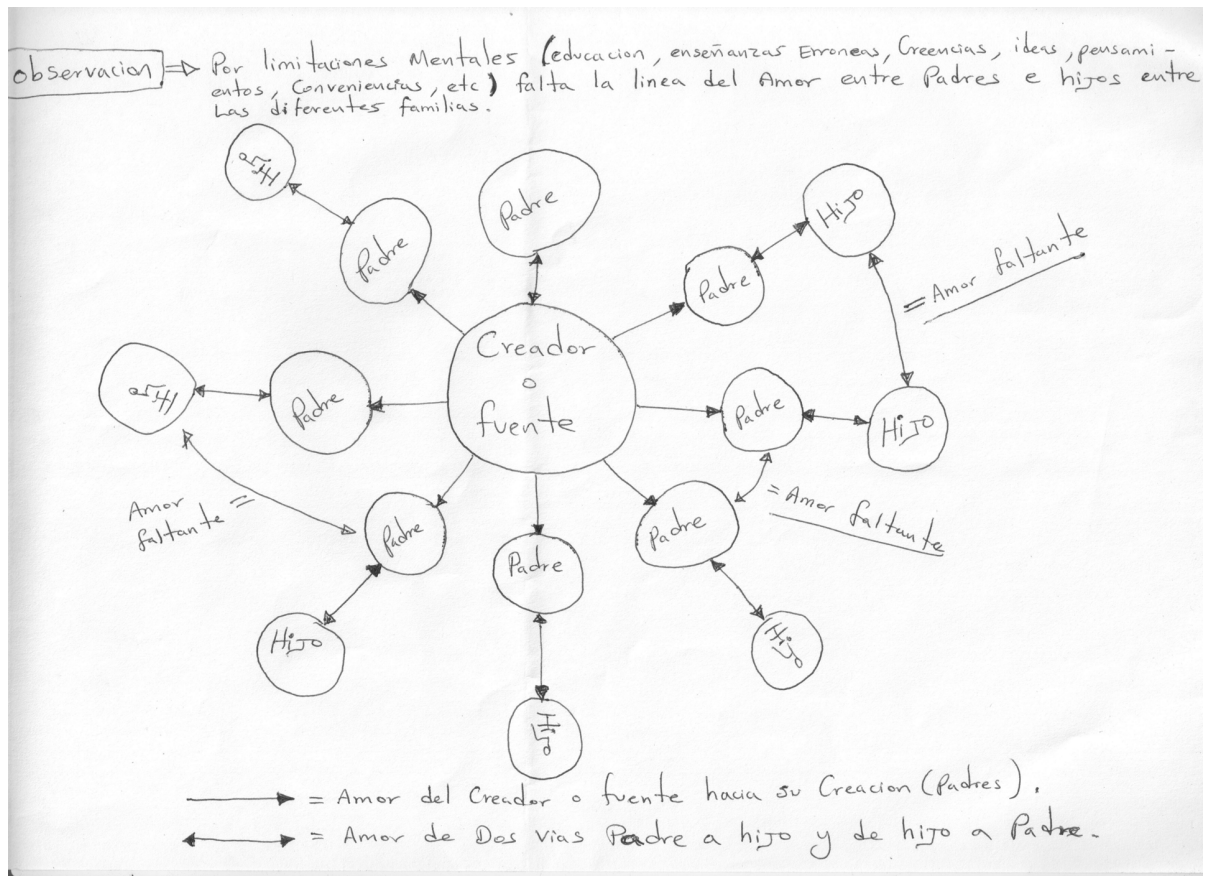 observacion => Por limitaciones Mentales (educacion, enseñanzas Erroneas, Creencias, ideas, pensami-
entos, Conveniencias, etc) falta la linea del Amor entre Padres e hijos entre
Las diferentes familias.
Hijo
Padre
Padre
Hijo
Padre
= Amor faltante
Creador
o
fuente
Hijo
Padre
Padre
Hijo
= Amor faltante
Amor
faltante =
Padre
Padre
Padre
Hijo
Hijo
Hijo
= Amor del Creador o fuente hacia su Creacion (Padres).
= Amor de Dos vias Padre a hijo y de hijo a Padre.